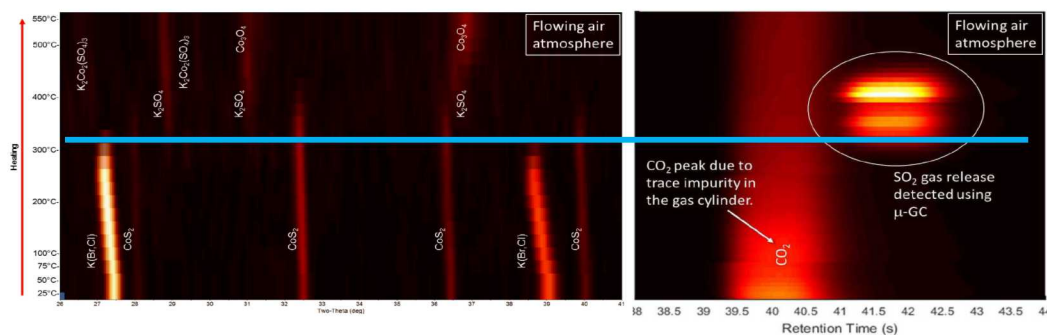 550°C
500°C
400°C
300°C
200°C
100°C
75°C
50°C
25°C
Heating
K₂Co₂(SO₄)₃
K₂SO₄
K₂Co₂(SO₄)₃
Co₃O₄
K₂SO₄
Co₃O₄
K₂SO₄
Flowing air
atmosphere
K(Br,Cl)
CoS₂
CoS₂
CoS₂
K(Br,Cl)
CoS₂
26 27 28 29 30 31 32 33 34 35 36 37 38 39 40 41
Two-Theta (deg)
Flowing air
atmosphere
CO₂ peak due to
trace impurity in
the gas cylinder.
SO₂ gas release
detected using
μ-GC
CO₂
38 38.5 39 39.5 40 40.5 41 41.5 42 42.5 43 43.5 44
Retention Time (s)